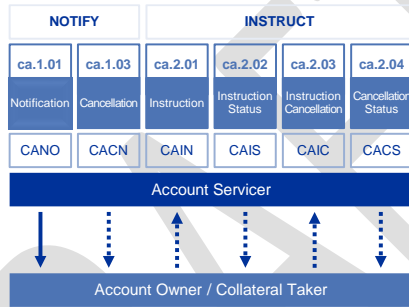 NOTIFY INSTRUCT
ca.1.01 ca.1.03 ca.2.01 ca.2.02 ca.2.03 ca.2.04
Notification Cancellation Instruction Instruction Status Instruction Cancellation Cancellation Status
CANO CACN CAIN CAIS CAIC CACS
Account Servicer
Account Owner / Collateral Taker